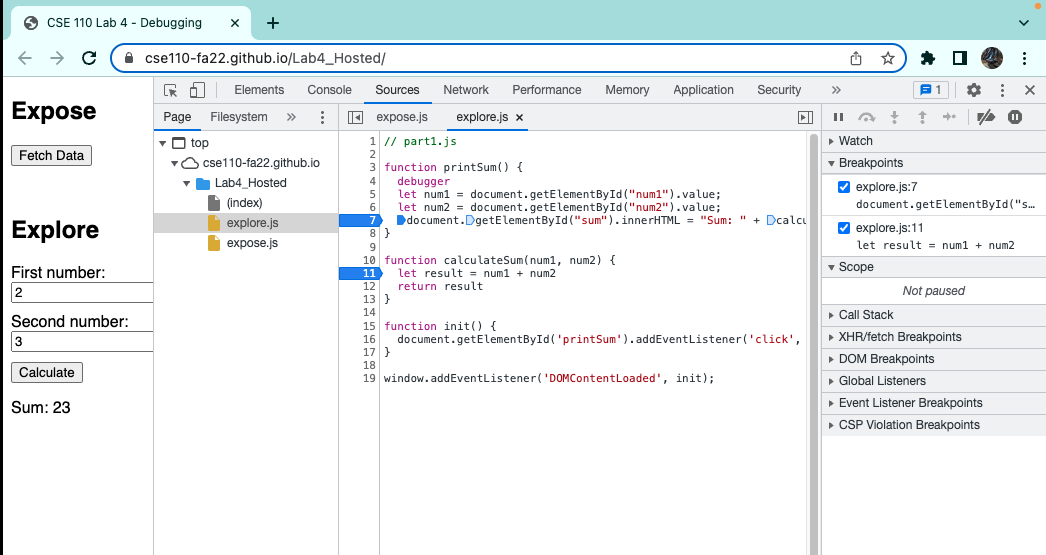 CSE 110 Lab 4 - Debugging
cse110-fa22.github.io/Lab4_Hosted/
Expose
Fetch Data
Explore
First number:
2
Second number:
3
Calculate
Sum: 23
Elements Console Sources Network Performance Memory Application Security » 1
Page Filesystem »
top
cse110-fa22.github.io
Lab4_Hosted
(index)
explore.js
expose.js
expose.js explore.js ×
1 // part1.js
2
3 function printSum() {
4 debugger
5 let num1 = document.getElementById("num1").value;
6 let num2 = document.getElementById("num2").value;
7 document.getElementById("sum").innerHTML = "Sum: " + calcu
8 }
9
10 function calculateSum(num1, num2) {
11 let result = num1 + num2
12 return result
13 }
14
15 function init() {
16 document.getElementById('printSum').addEventListener('click',
17 }
18
19 window.addEventListener('DOMContentLoaded', init);
Watch
Breakpoints
explore.js:7
document.getElementById("s…
explore.js:11
let result = num1 + num2
Scope
Not paused
Call Stack
XHR/fetch Breakpoints
DOM Breakpoints
Global Listeners
Event Listener Breakpoints
CSP Violation Breakpoints